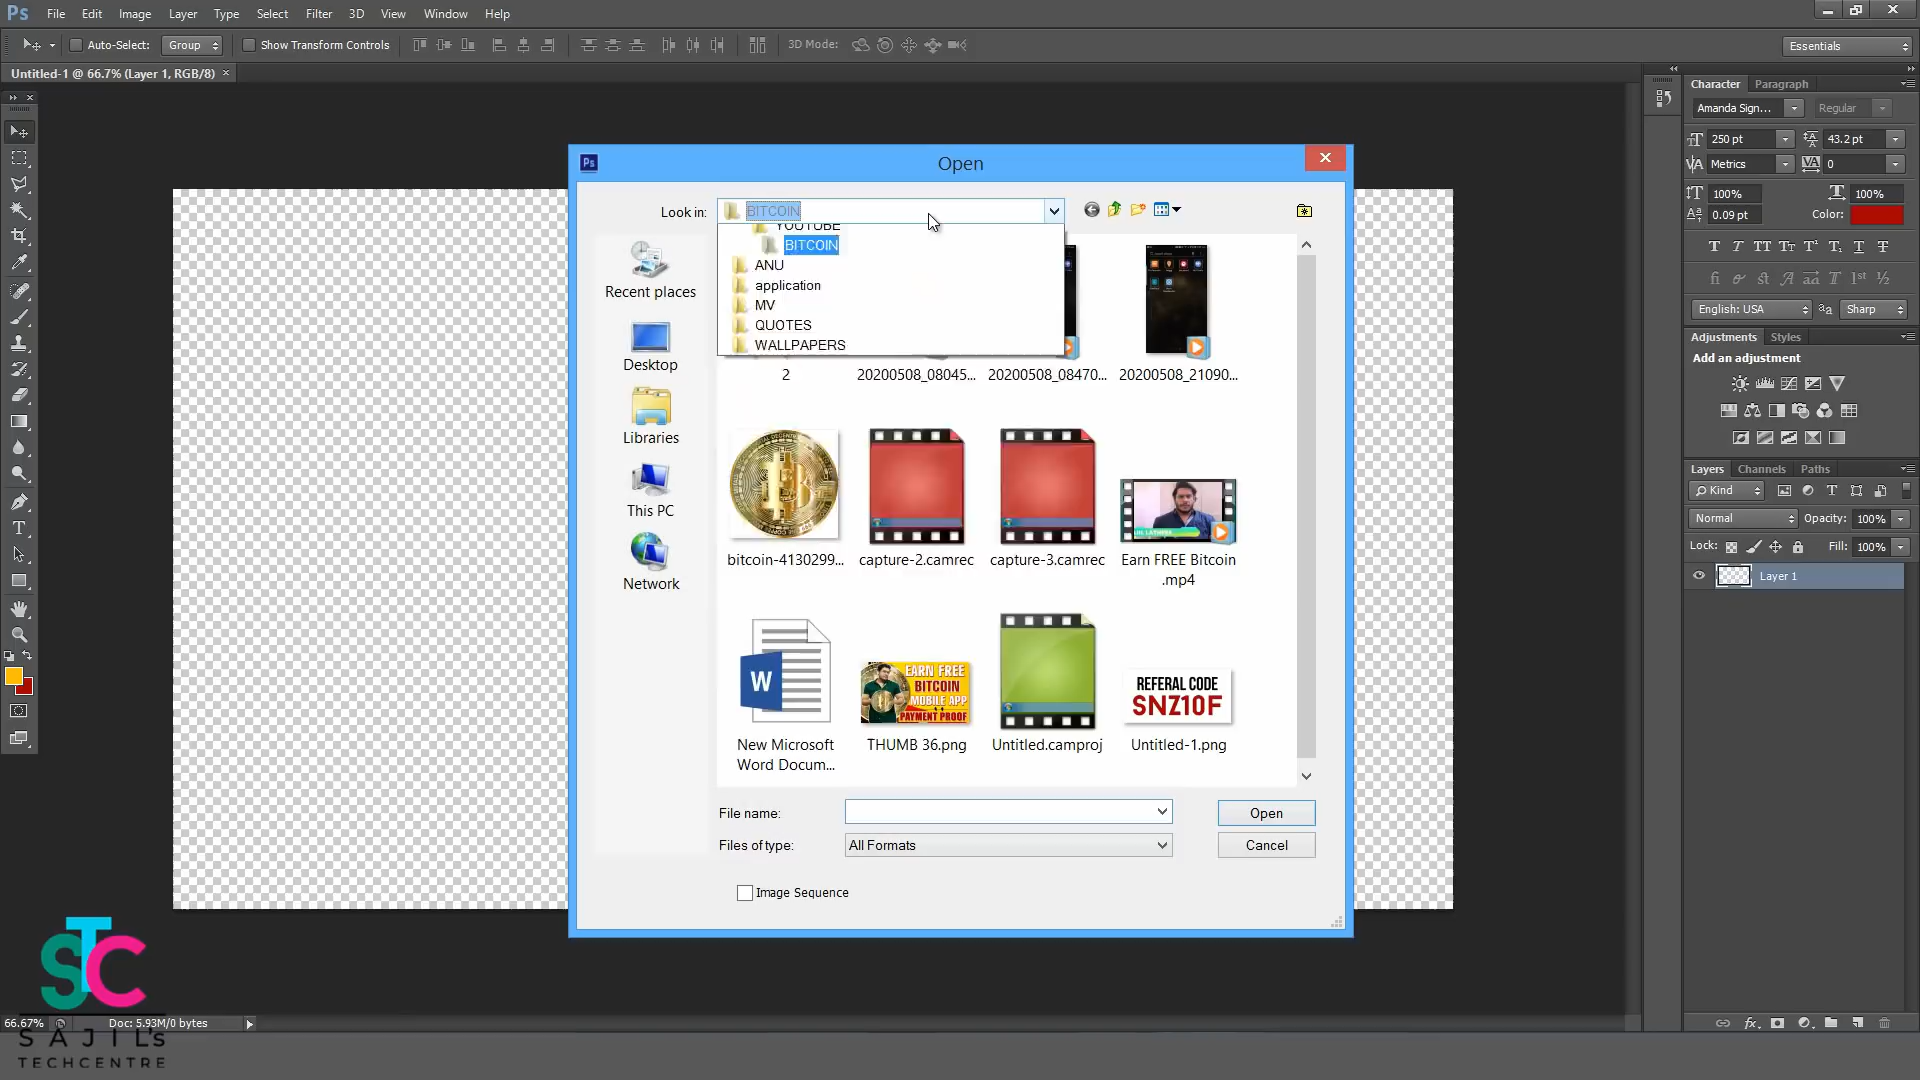 Ps File Edit Image Layer Type Select Filter 3D View Window Help
Auto-Select: Group Show Transform Controls 3D Mode: Essentials
Untitled-1 @ 66.7% (Layer 1, RGB/8) ×
Character Paragraph
Amanda Sign... Regular
250 pt 43.2 pt
Metrics 0
100% 100%
0.09 pt Color:
English: USA Sharp
Adjustments Styles
Add an adjustment
Layers Channels Paths
Kind
Normal Opacity: 100%
Lock: Fill: 100%
Layer 1
Ps Open
Look in: BITCOIN
YOUTUBE
BITCOIN
ANU
application
MV
QUOTES
WALLPAPERS
Recent places
Desktop
Libraries
This PC
Network
2 20200508_08045... 20200508_08470... 20200508_21090...
bitcoin-4130299... capture-2.camrec capture-3.camrec Earn FREE Bitcoin
.mp4
W
EARN FREE
BITCOIN
MOBILE APP
PAYMENT PROOF
REFERAL CODE
SNZ10F
New Microsoft
Word Docum... THUMB 36.png Untitled.camproj Untitled-1.png
File name: Open
Files of type: All Formats Cancel
Image Sequence
66.67% Doc: 5.93M/0 bytes
STC
SAJIL's
TECHCENTRE